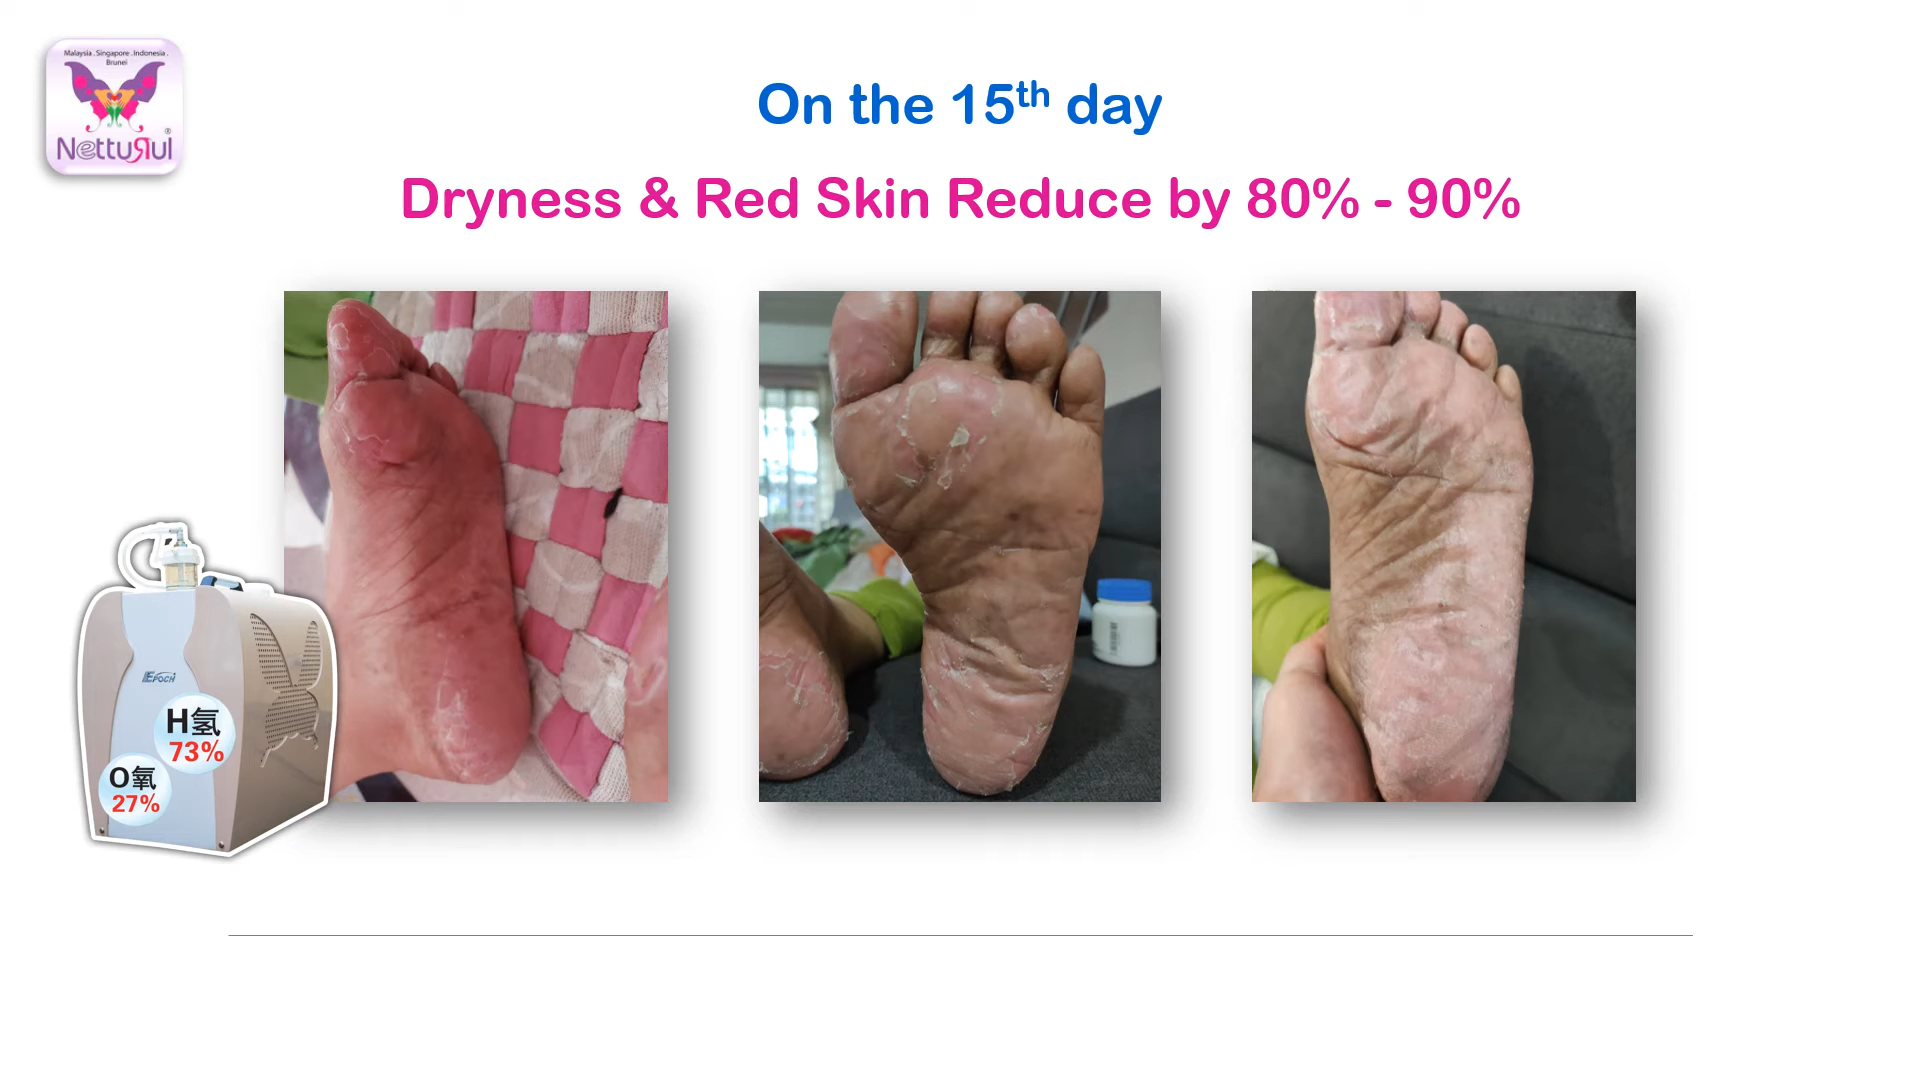 Malaysia . Singapore . Indonesia .
Brunei
NettuЯul
®
On the 15th day
Dryness & Red Skin Reduce by 80% - 90%
EPOCH
H氢
73%
O氧
27%